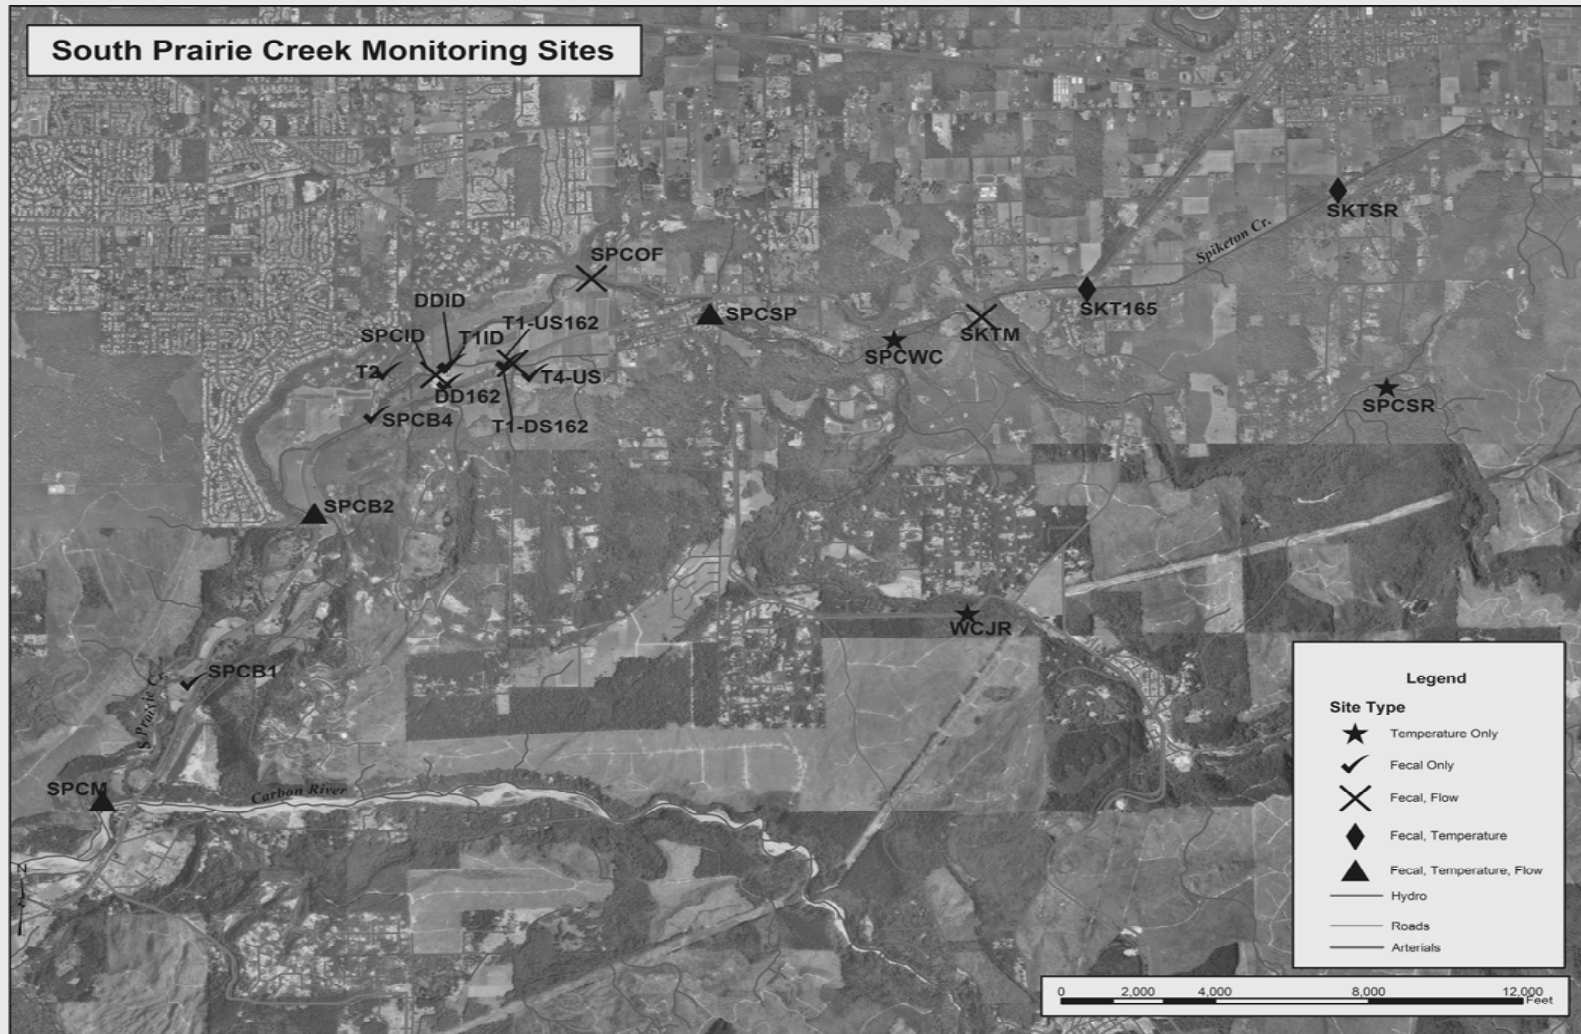 South Prairie Creek Monitoring Sites
SKTSR
Spiketon Cr.
SPCOF
DDID
T1-US162
SPCID
T1ID
SPCSP
SKT165
SKTM
SPCWC
T2
T4-US
DD162
SPCB4
T1-DS162
SPCSR
SPCB2
WCJR
SPCB1
S Prairie Cr.
SPCM
Carbon River
N
Legend
Site Type
Temperature Only
Fecal Only
Fecal, Flow
Fecal, Temperature
Fecal, Temperature, Flow
Hydro
Roads
Arterials
0 2,000 4,000 8,000 12,000
Feet